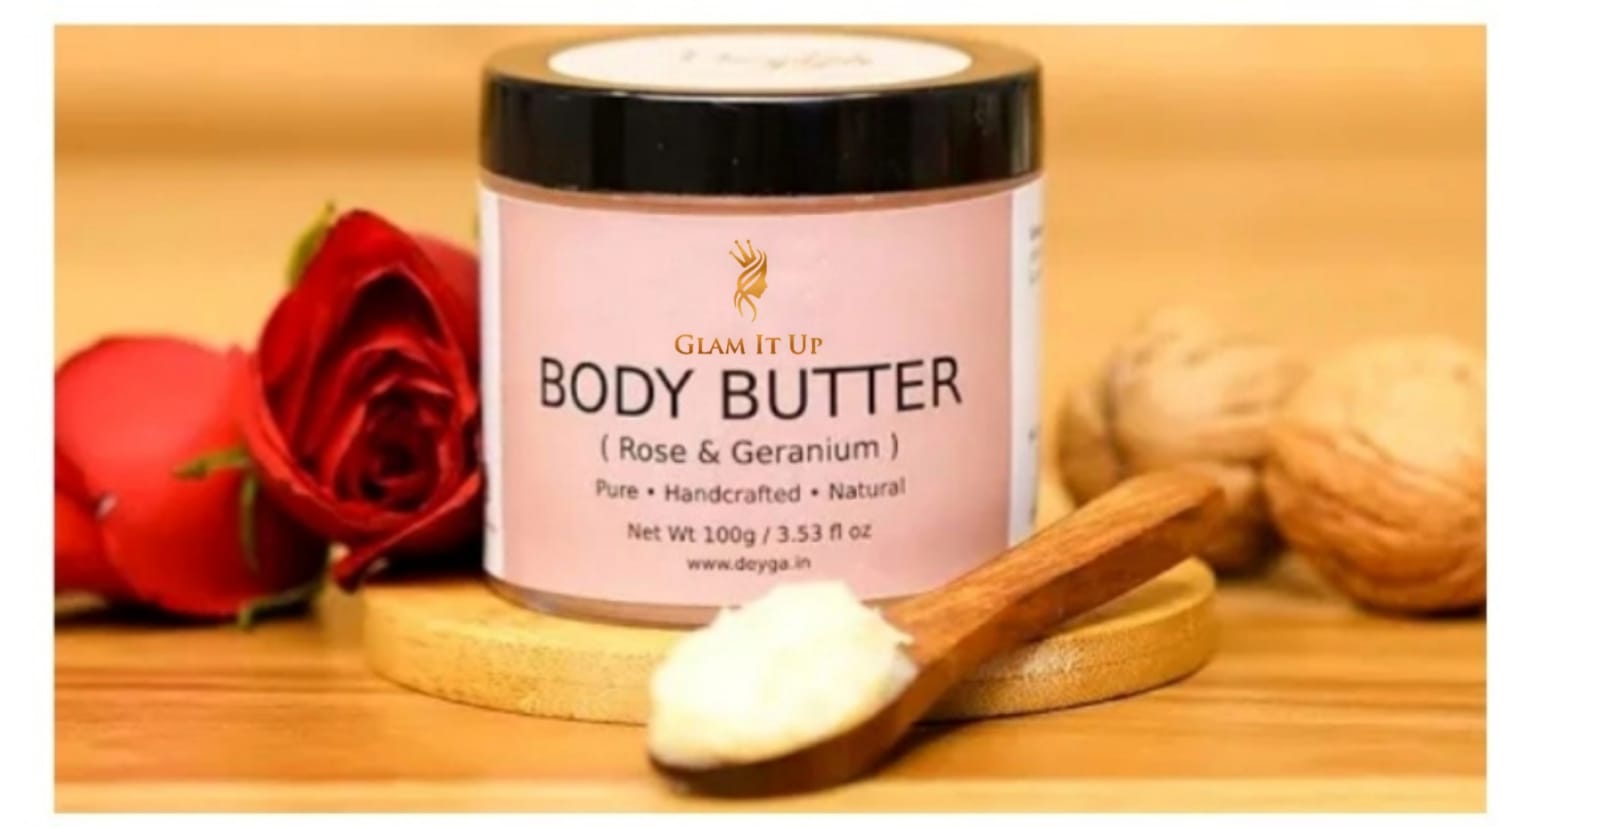 GLAM IT UP
BODY BUTTER
( Rose & Geranium )
Pure • Handcrafted • Natural
Net Wt 100g / 3.53 fl oz
www.deyga.in